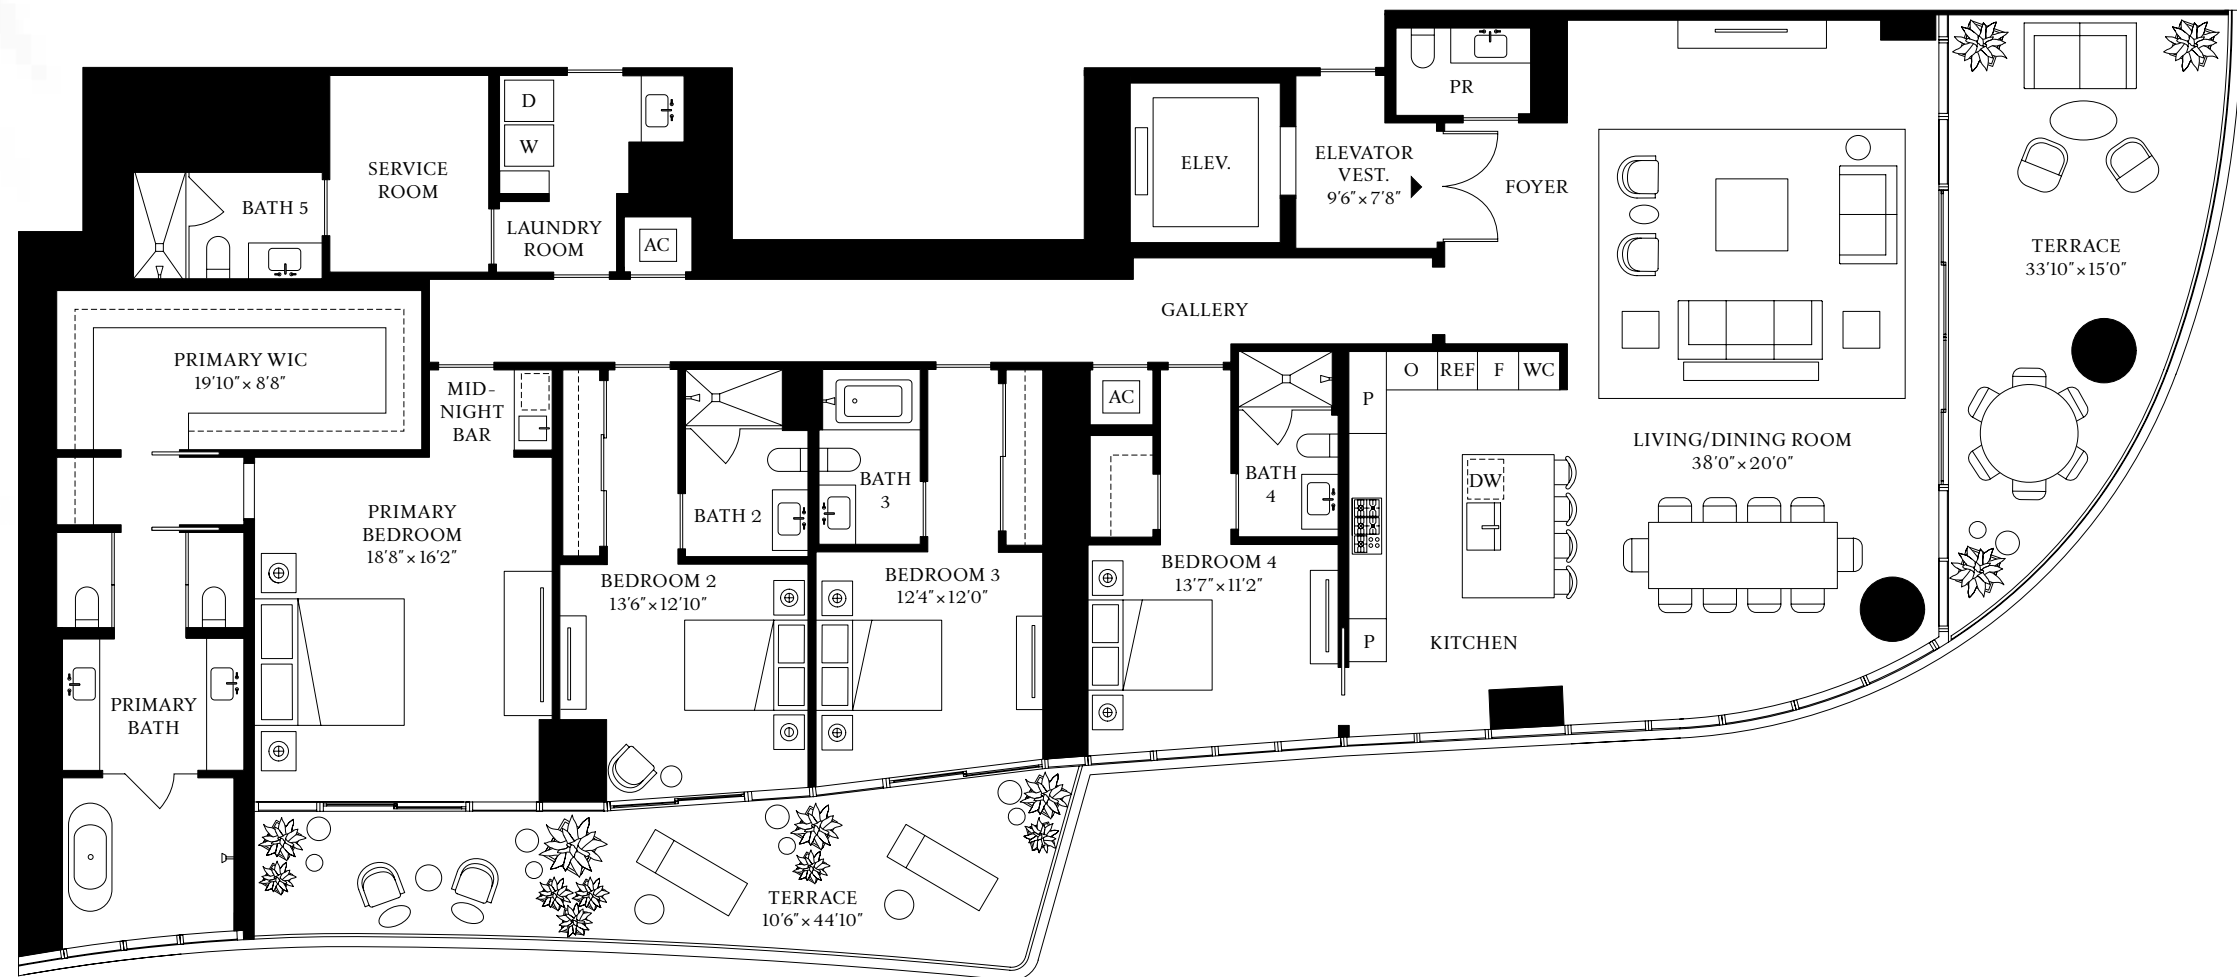 D
W
SERVICE
ROOM
BATH 5
LAUNDRY
ROOM
AC
ELEV.
ELEVATOR
VEST.
9'6" × 7'8"
PR
FOYER
TERRACE
33'10" × 15'0"
GALLERY
PRIMARY WIC
19'10" × 8'8"
MID-
NIGHT
BAR
AC
P
O
REF
F
WC
LIVING/DINING ROOM
38'0" × 20'0"
PRIMARY
BEDROOM
18'8" × 16'2"
BATH 2
BATH
3
BATH
4
DW
BEDROOM 2
13'6" × 12'10"
BEDROOM 3
12'4" × 12'0"
BEDROOM 4
13'7" × 11'2"
P
KITCHEN
PRIMARY
BATH
TERRACE
10'6" × 44'10"